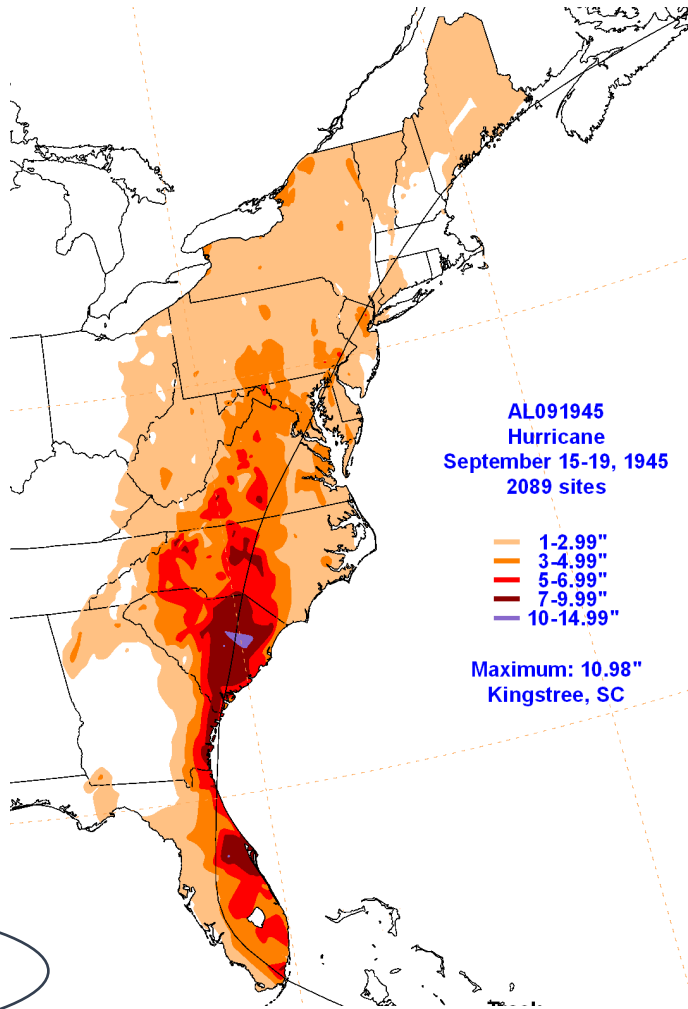 AL091945
Hurricane
September 15-19, 1945
2089 sites
1-2.99"
3-4.99"
5-6.99"
7-9.99"
10-14.99"
Maximum: 10.98"
Kingstree, SC